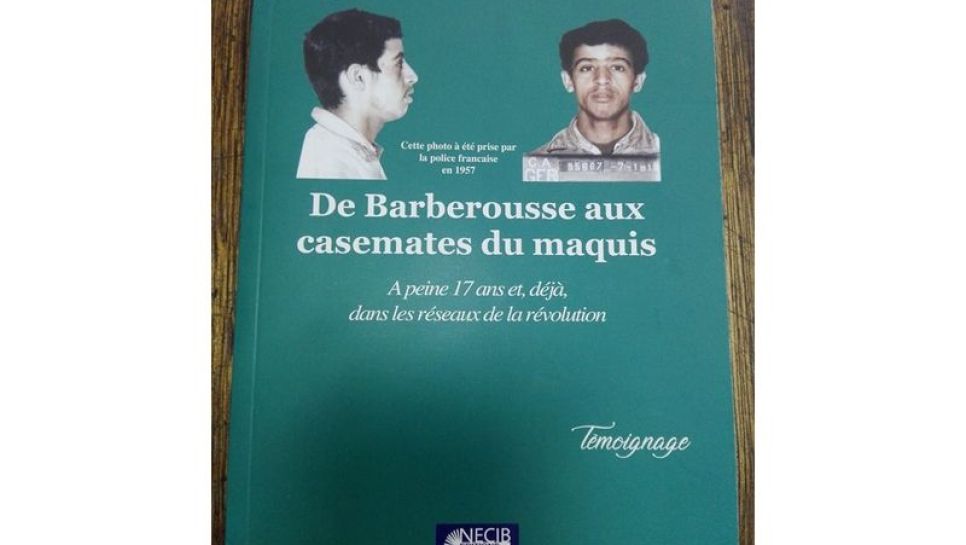 Cette photo à été prise par
la police francaise
en 1957
De Barberousse aux
casemates du maquis
A peine 17 ans et, déjà,
dans les réseaux de la révolution
Témoignage
NECIB